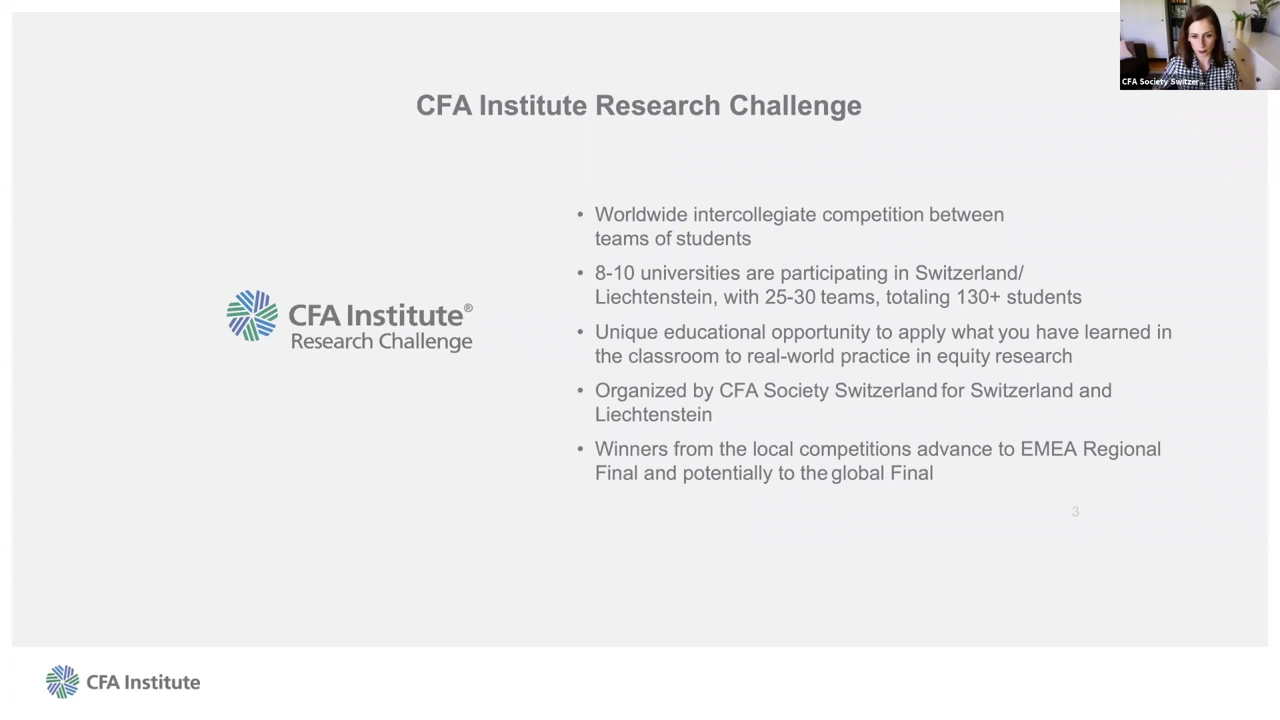 CFA Society Switzer...
CFA Institute Research Challenge
• Worldwide intercollegiate competition between
teams of students
• 8-10 universities are participating in Switzerland/
Liechtenstein, with 25-30 teams, totaling 130+ students
CFA Institute®
Research Challenge
• Unique educational opportunity to apply what you have learned in
the classroom to real-world practice in equity research
• Organized by CFA Society Switzerland for Switzerland and
Liechtenstein
• Winners from the local competitions advance to EMEA Regional
Final and potentially to the global Final
3
CFA Institute